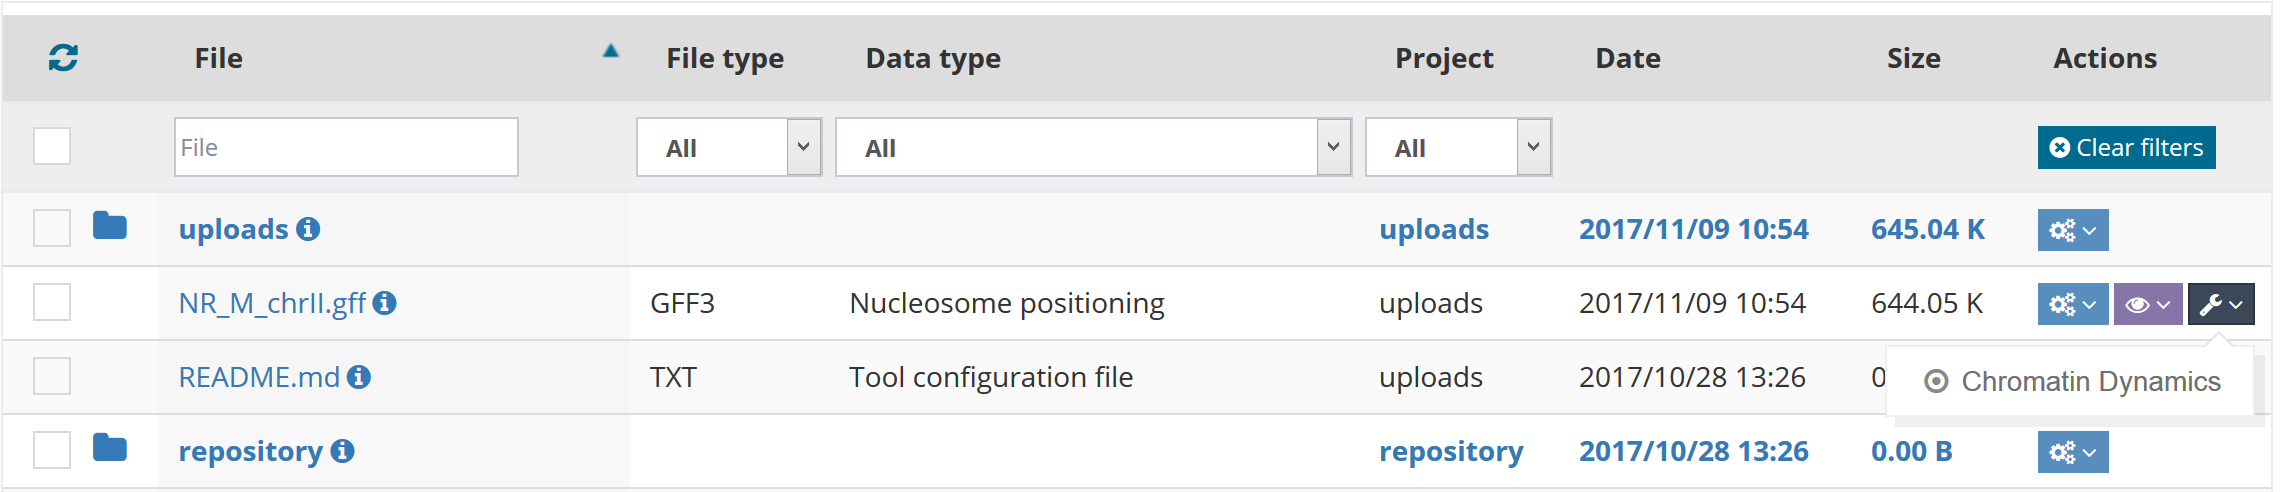 File File type Data type Project Date Size Actions
File All All All Clear filters
uploads uploads 2017/11/09 10:54 645.04 K
NR_M_chrII.gff GFF3 Nucleosome positioning uploads 2017/11/09 10:54 644.05 K
README.md TXT Tool configuration file uploads 2017/10/28 13:26 0
Chromatin Dynamics
repository repository 2017/10/28 13:26 0.00 B